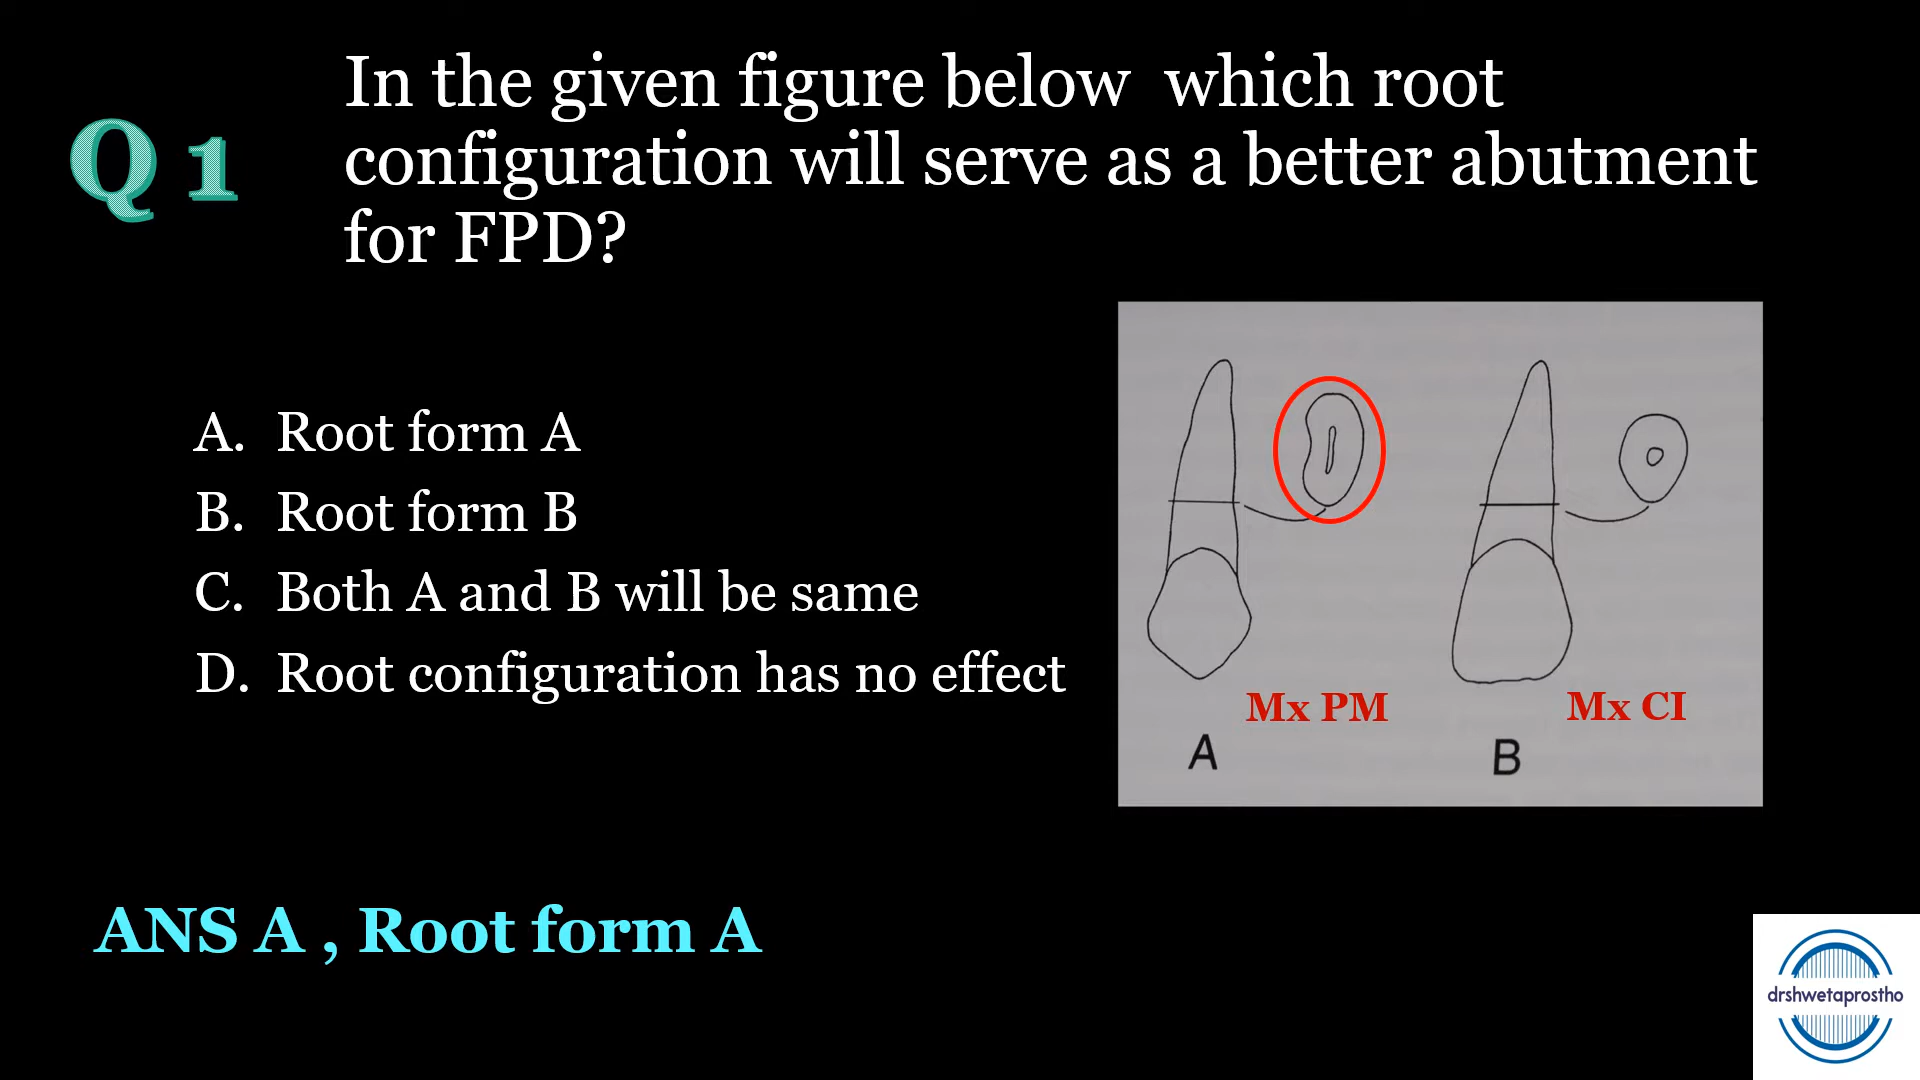 Q 1
In the given figure below which root
configuration will serve as a better abutment
for FPD?
A. Root form A
B. Root form B
C. Both A and B will be same
D. Root configuration has no effect
Mx PM
Mx CI
A
B
ANS A , Root form A
drshwetaprostho